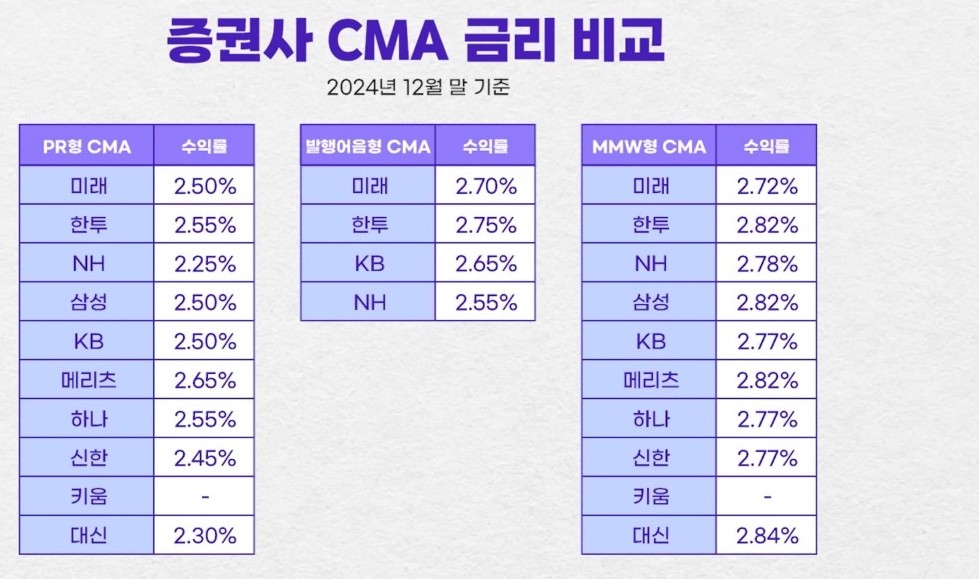 증권사 CMA 금리 비교
2024년 12월 말 기준
PR형 CMA 수익률
미래 2.50%
한투 2.55%
NH 2.25%
삼성 2.50%
KB 2.50%
메리츠 2.65%
하나 2.55%
신한 2.45%
키움 -
대신 2.30%
발행어음형 CMA 수익률
미래 2.70%
한투 2.75%
KB 2.65%
NH 2.55%
MMW형 CMA 수익률
미래 2.72%
한투 2.82%
NH 2.78%
삼성 2.82%
KB 2.77%
메리츠 2.82%
하나 2.77%
신한 2.77%
키움 -
대신 2.84%